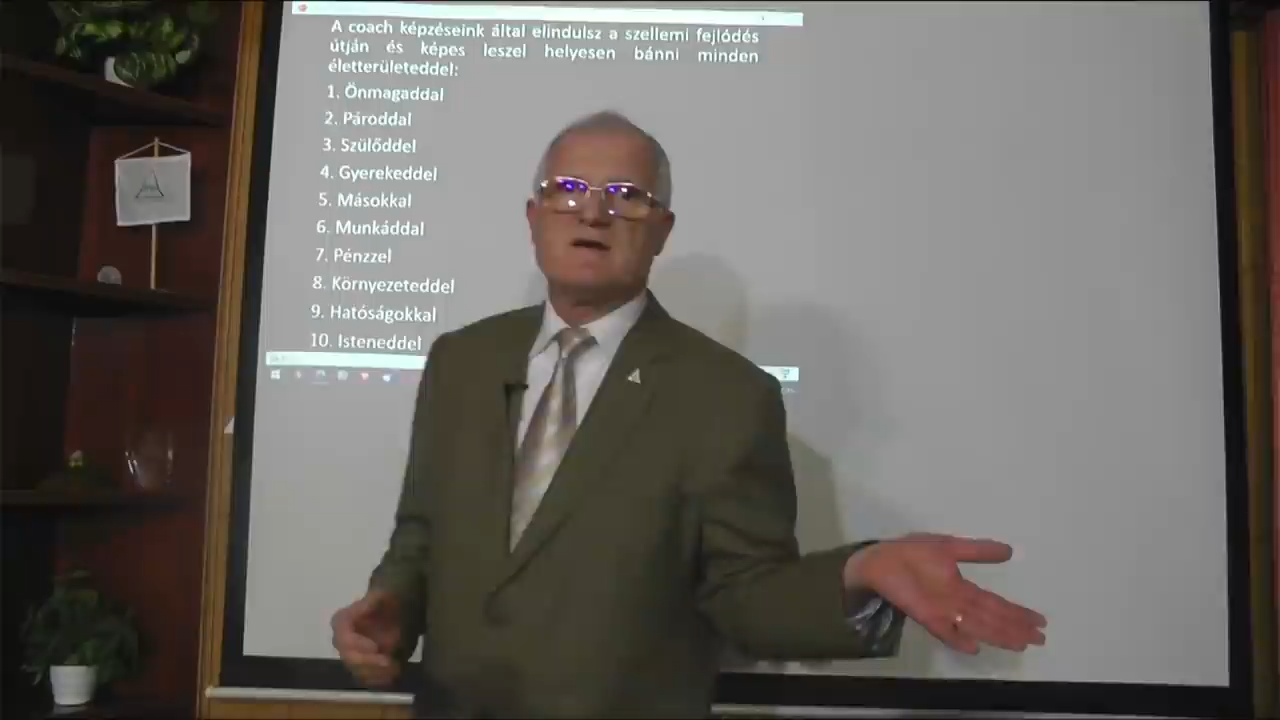 A coach képzéseink által elindulsz a szellemi fejlődés
útján és képes leszel helyesen bánni minden
életterületeddel:
1. Önmagaddal
2. Pároddal
3. Szülőddel
4. Gyerekeddel
5. Másokkal
6. Munkáddal
7. Pénzzel
8. Környezeteddel
9. Hatóságokkal
10. Isteneddel